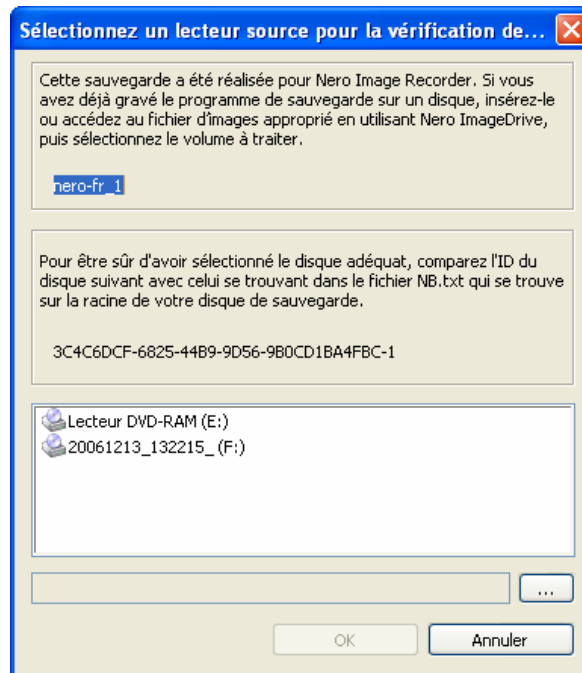 Sélectionnez un lecteur source pour la vérification de...
Cette sauvegarde a été réalisée pour Nero Image Recorder. Si vous
avez déjà gravé le programme de sauvegarde sur un disque, insérez-le
ou accédez au fichier d'images approprié en utilisant Nero ImageDrive,
puis sélectionnez le volume à traiter.
nero-fr_1
Pour être sûr d'avoir sélectionné le disque adéquat, comparez l'ID du
disque suivant avec celui se trouvant dans le fichier NB.txt qui se trouve
sur la racine de votre disque de sauvegarde.
3C4C6DCF-6825-44B9-9D56-9B0CD1BA4FBC-1
Lecteur DVD-RAM (E:)
20061213_132215_ (F:)
...
OK
Annuler